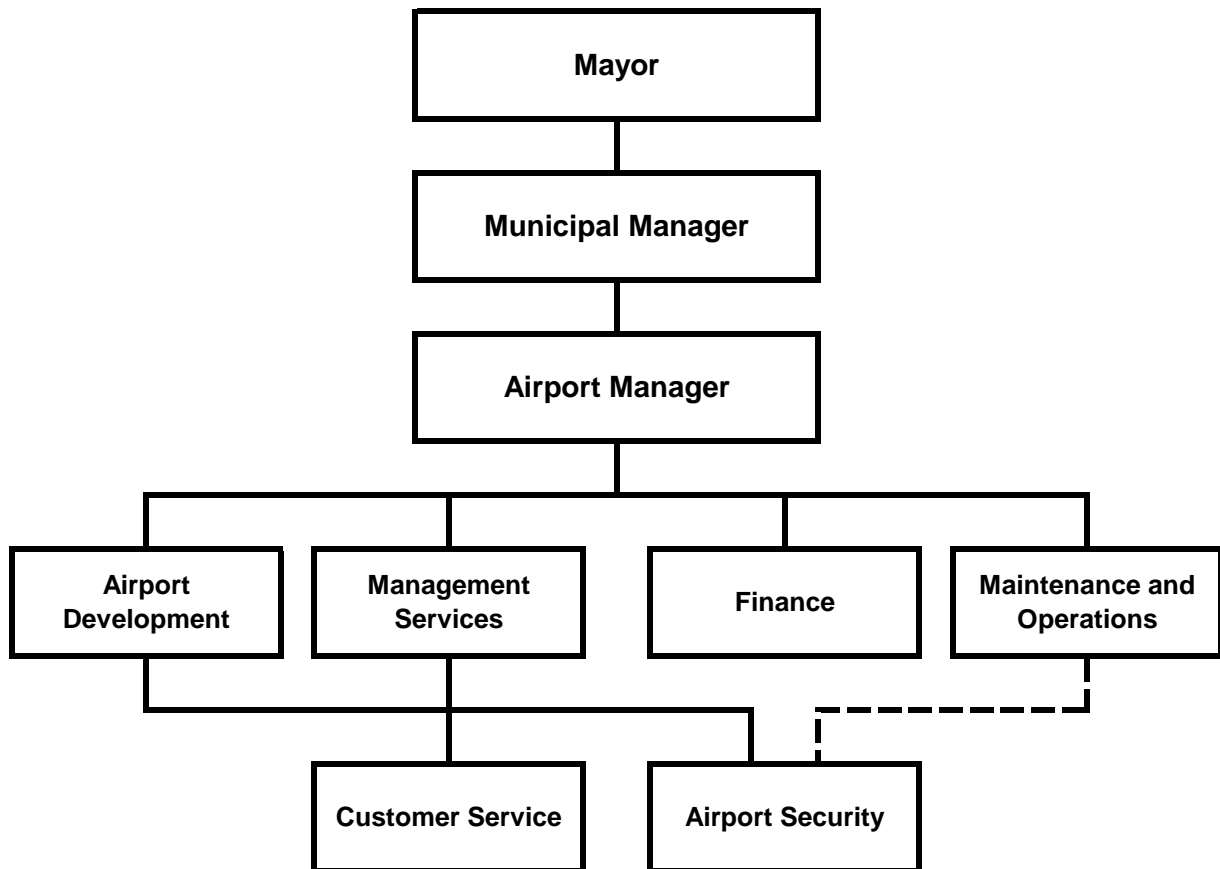 Mayor
Municipal Manager
Airport Manager
Airport
Development
Management
Services
Finance
Maintenance and
Operations
Customer Service
Airport Security